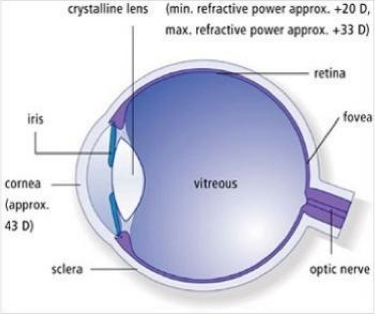 crystalline lens
(min. refractive power approx. +20 D,
max. refractive power approx. +33 D)
retina
iris
fovea
cornea
(approx.
43 D)
vitreous
sclera
optic nerve